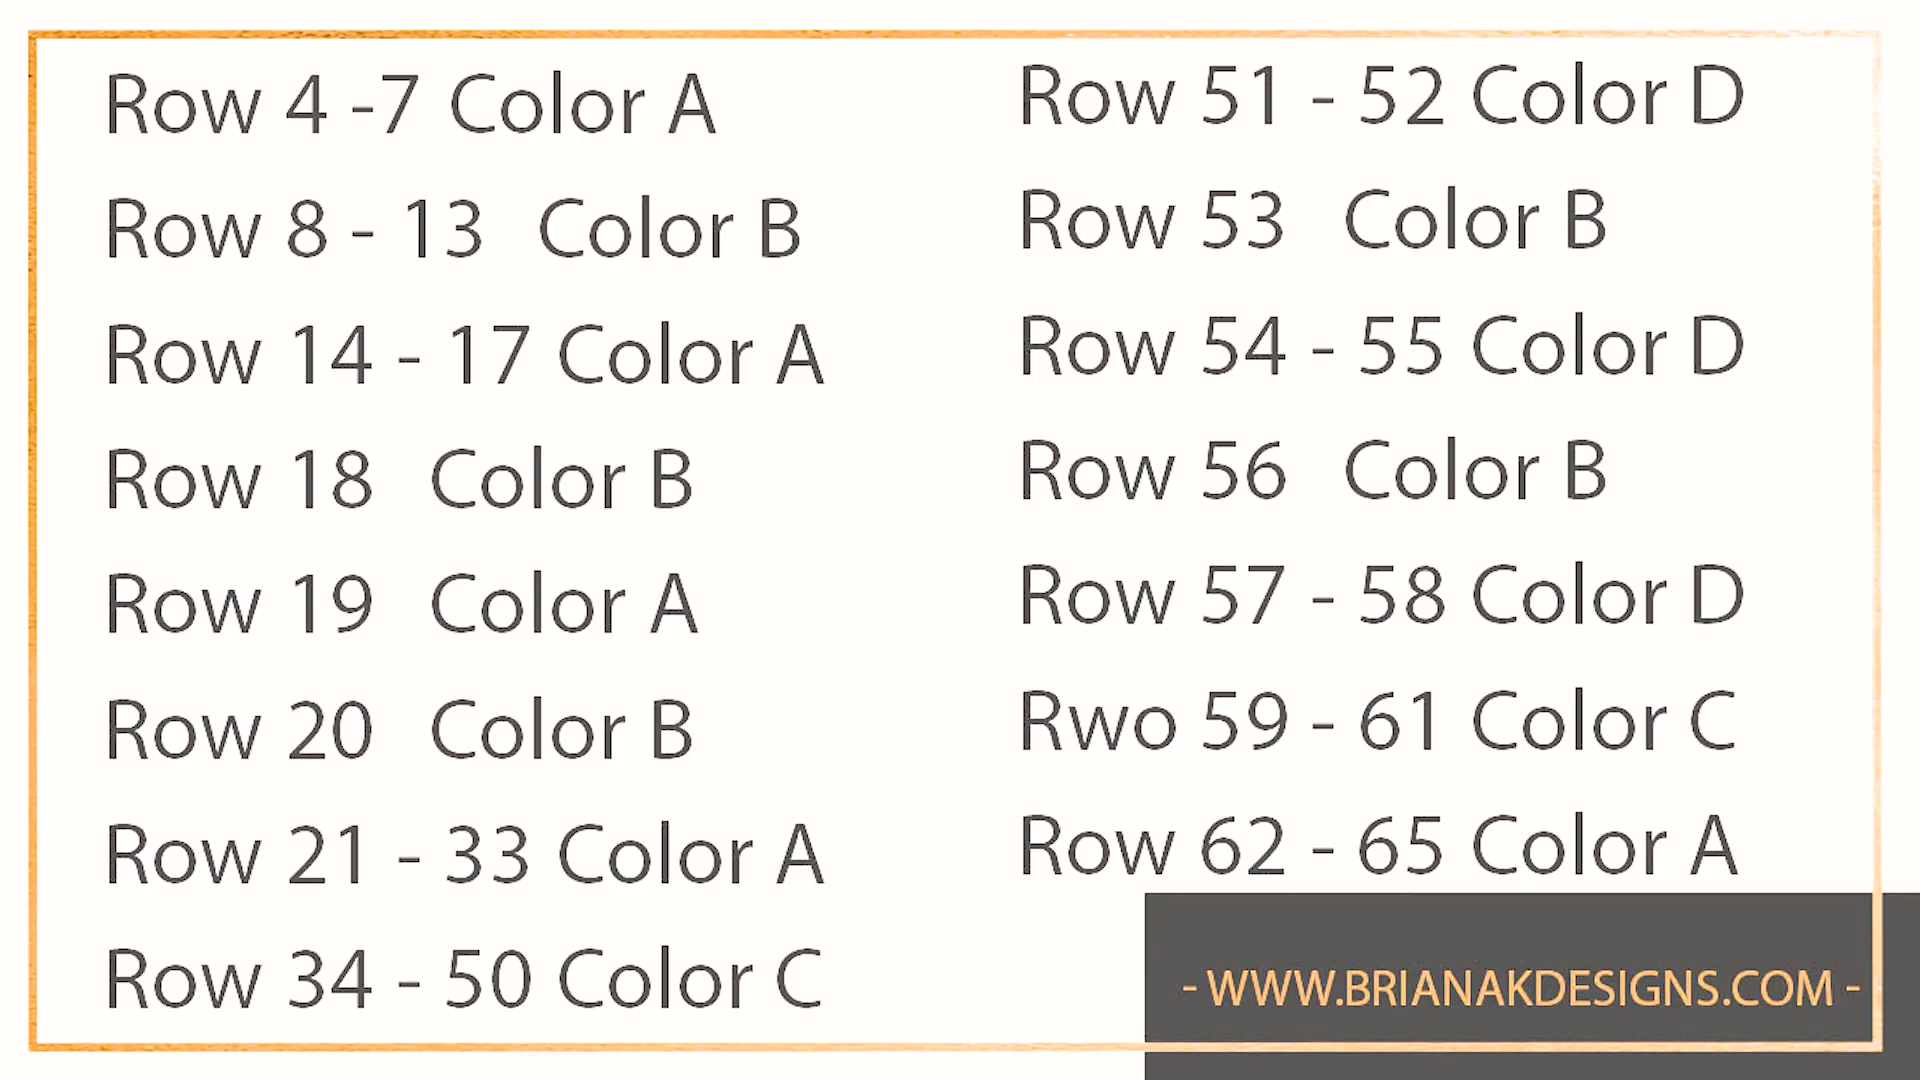 Row 4 -7 Color A
Row 8 - 13 Color B
Row 14 - 17 Color A
Row 18 Color B
Row 19 Color A
Row 20 Color B
Row 21 - 33 Color A
Row 34 - 50 Color C
Row 51 - 52 Color D
Row 53 Color B
Row 54 - 55 Color D
Row 56 Color B
Row 57 - 58 Color D
Rwo 59 - 61 Color C
Row 62 - 65 Color A
- WWW.BRIANAKDESIGNS.COM -